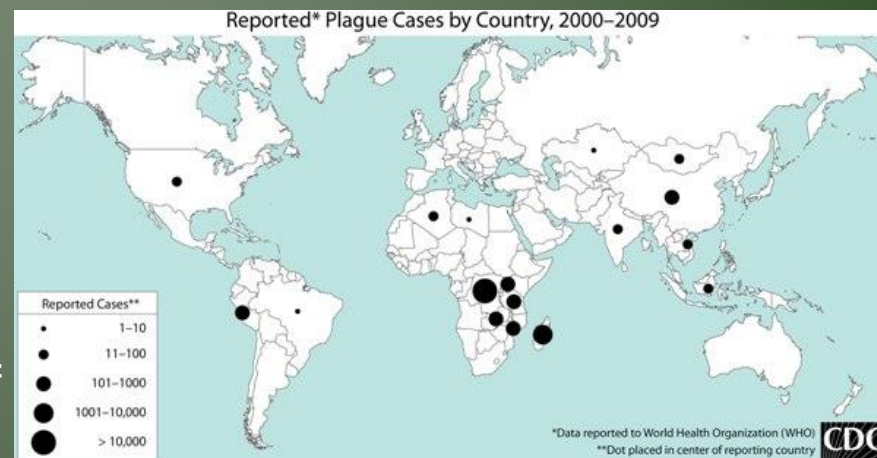 Reported* Plague Cases by Country, 2000–2009
Reported Cases**
1–10
11–100
101–1000
1001–10,000
> 10,000
*Data reported to World Health Organization (WHO)
**Dot placed in center of reporting country
CDC